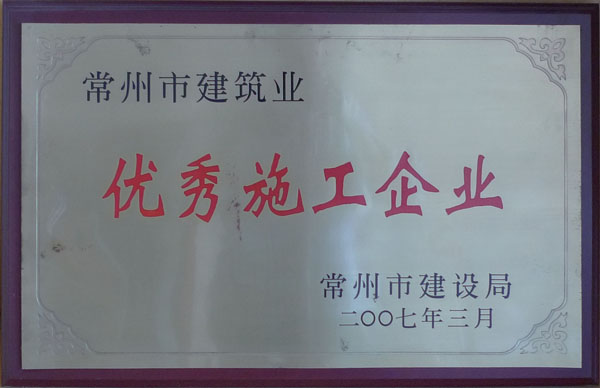 常州市建筑业
优秀施工企业
常州市建设局
二〇〇七年三月